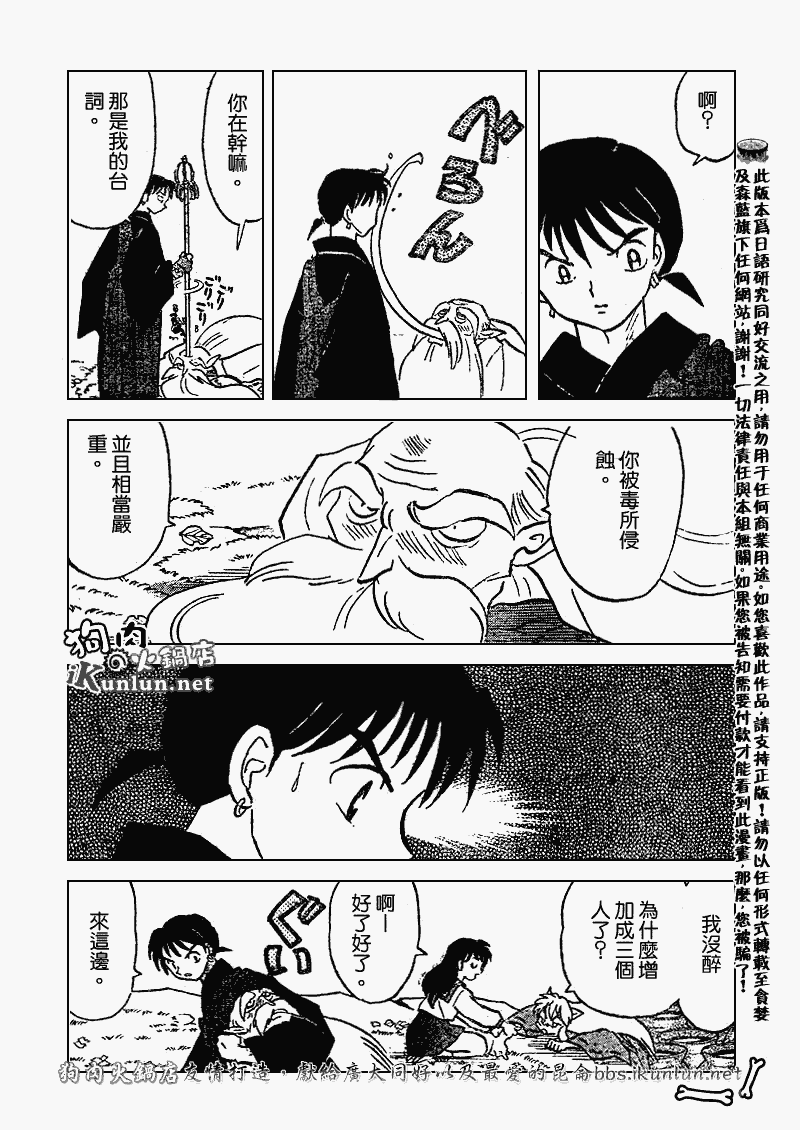 啊？
べろん
你在幹嘛。
ぐりぐり
那是我的台
詞。
你被毒所侵
蝕。
並且相當嚴
重。
狗肉
火鍋店
iKunlun.net
我沒醉
為什麼增
加成三個
人了？
啊—
好了好了。
ぐい
來這邊。
此版本爲日語研究同好交流之用，請勿用于任何商業用途。如您喜歡此作品，請支持正版！請勿以任何形式轉載至貪婪
及森藍旗下任何網站，謝謝！一切法律責任與本組無關。如果您被告知需要付款才能看到此漫畫，那麼，您被騙了！
狗肉火鍋店友情打造，獻給廣大同好以及最愛的昆侖bbs.ikunlun.net